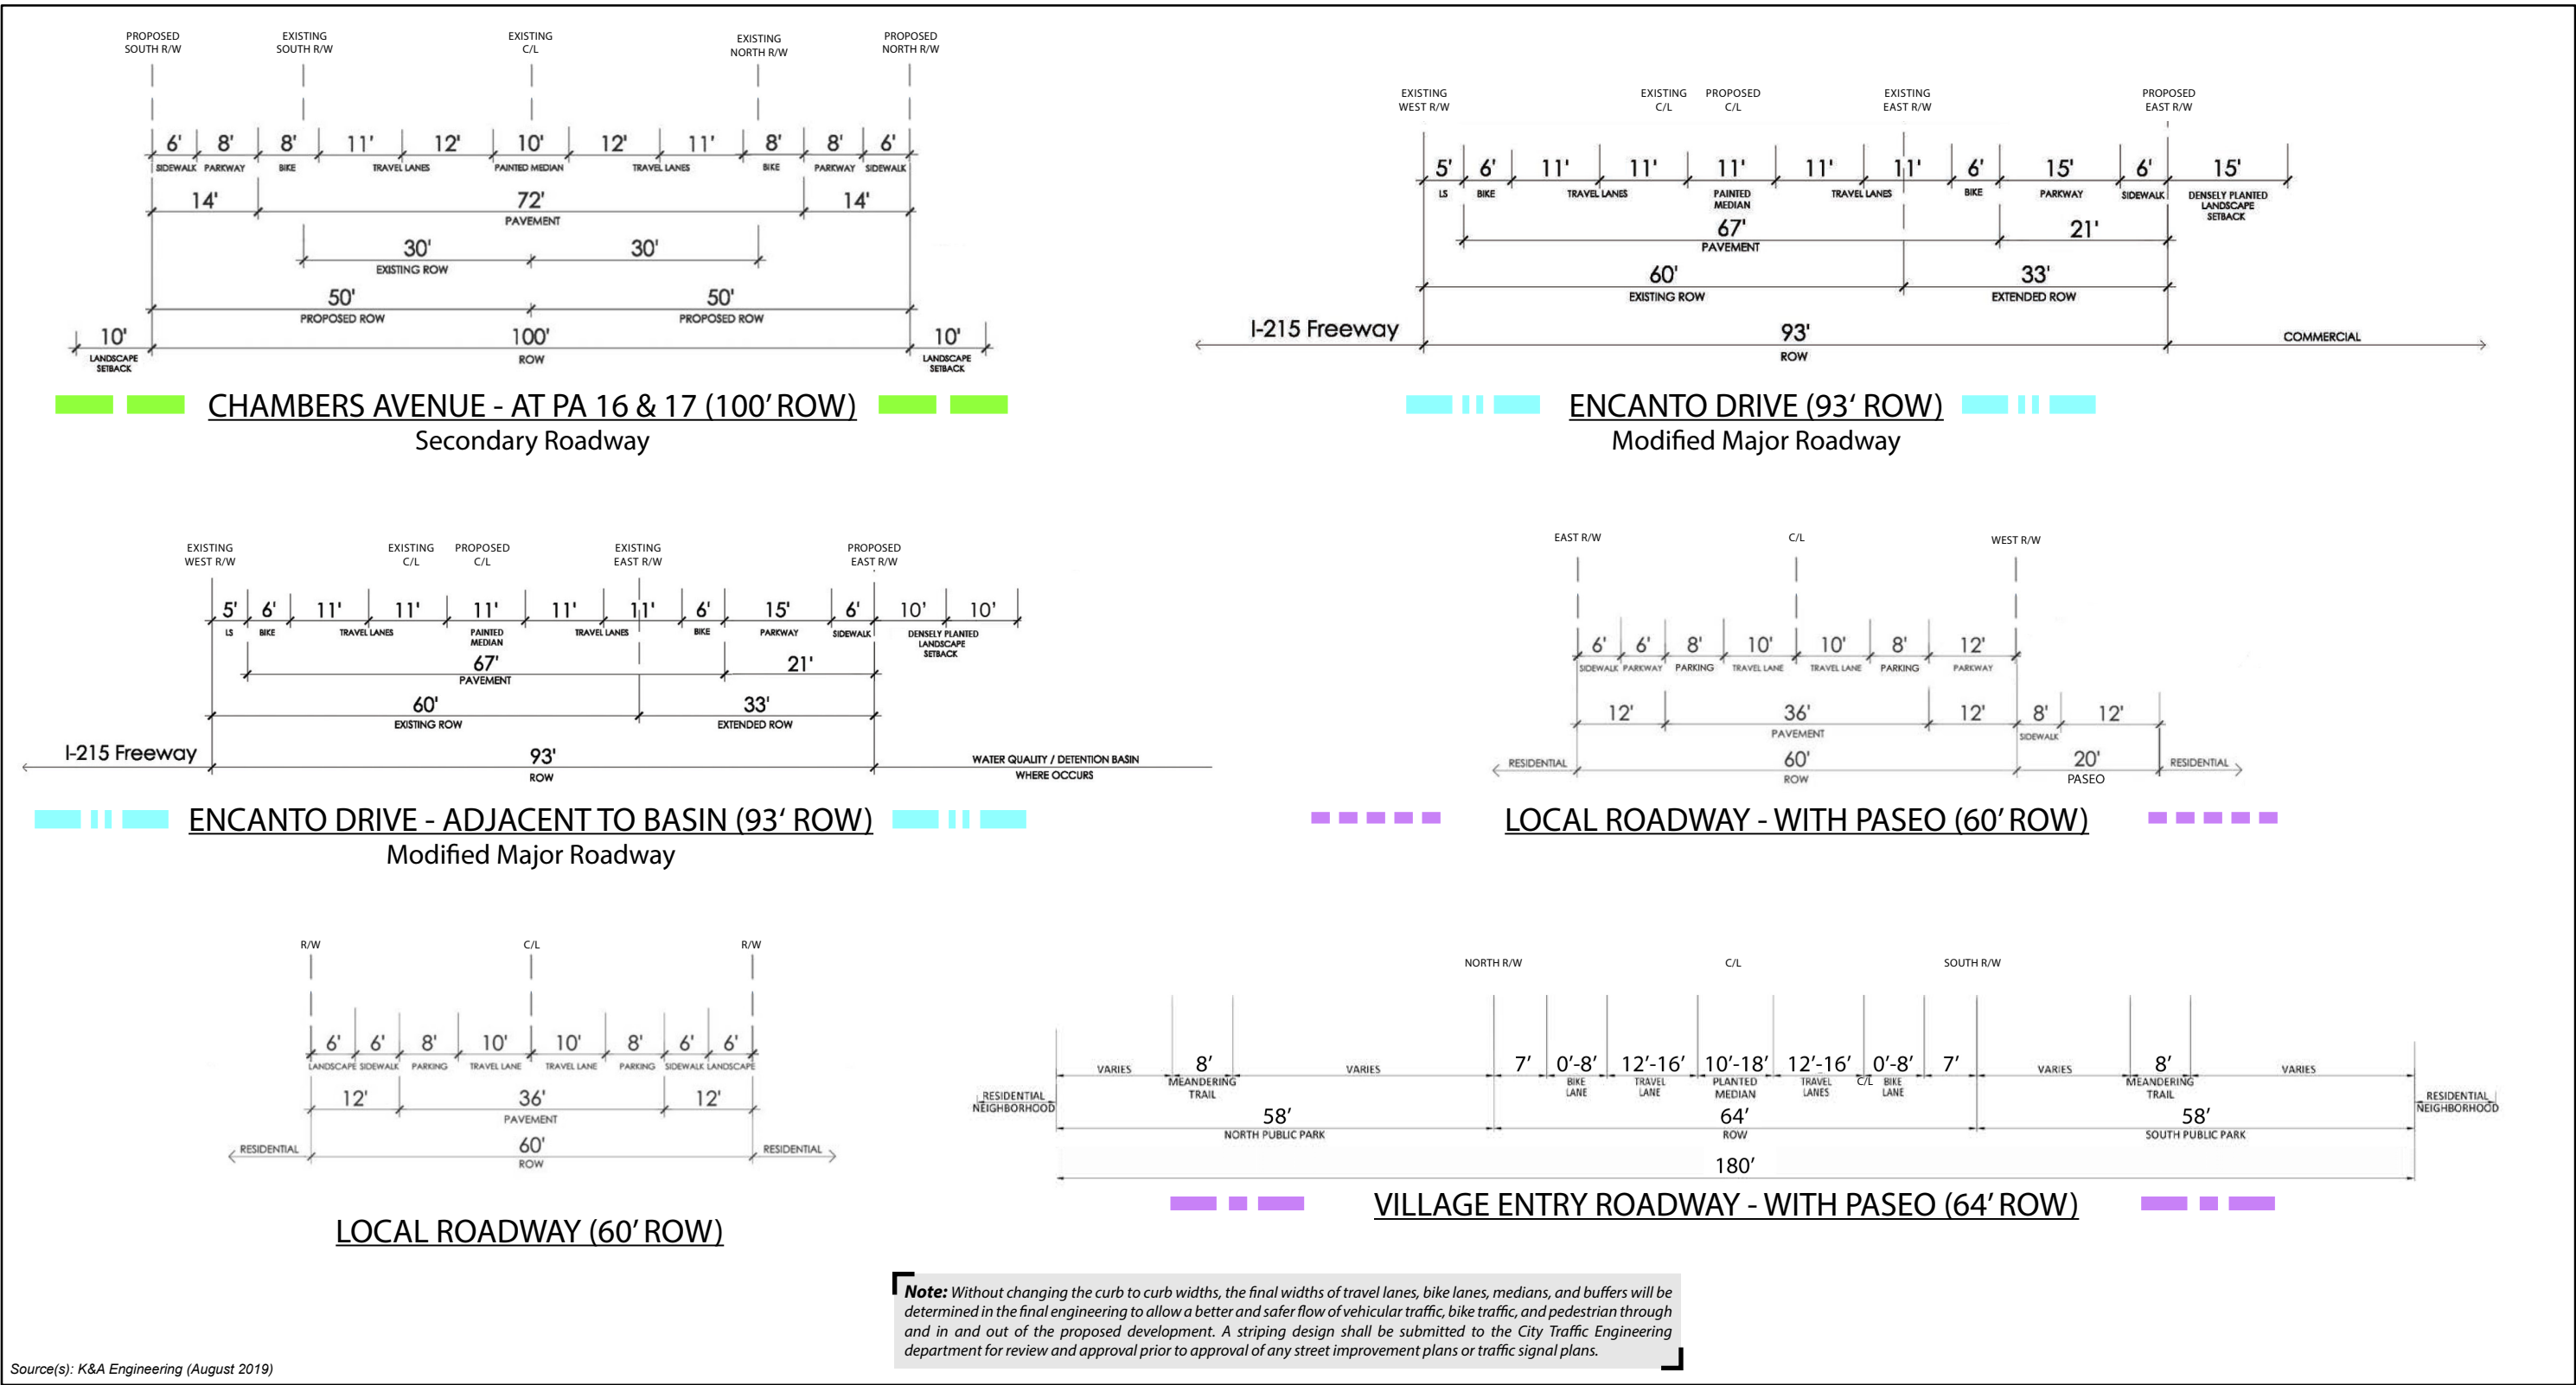 PROPOSED EXISTING EXISTING EXISTING PROPOSED
SOUTH R/W SOUTH R/W C/L NORTH R/W NORTH R/W
6' 8' 8' 11' 12' 10' 12' 11' 8' 8' 6'
SIDEWALK PARKWAY BIKE TRAVEL LANES PAINTED MEDIAN TRAVEL LANES BIKE PARKWAY SIDEWALK
14' 72' 14'
PAVEMENT
30' 30'
EXISTING ROW
50' 50'
PROPOSED ROW PROPOSED ROW
10' 100' 10'
LANDSCAPE ROW LANDSCAPE
SETBACK SETBACK
CHAMBERS AVENUE - AT PA 16 & 17 (100’ ROW)
Secondary Roadway
EXISTING EXISTING PROPOSED EXISTING PROPOSED
WEST R/W C/L C/L EAST R/W EAST R/W
5' 6' 11' 11' 11' 11' 11' 6' 15' 6' 15'
LS BIKE TRAVEL LANES PAINTED TRAVEL LANES BIKE PARKWAY SIDEWALK DENSELY PLANTED
MEDIAN LANDSCAPE
SETBACK
67' 21'
PAVEMENT
60' 33'
EXISTING ROW EXTENDED ROW
I-215 Freeway 93' COMMERCIAL
ROW
ENCANTO DRIVE (93‘ ROW)
Modified Major Roadway
EXISTING EXISTING PROPOSED EXISTING PROPOSED
WEST R/W C/L C/L EAST R/W EAST R/W
5' 6' 11' 11' 11' 11' 11' 6' 15' 6' 10’ 10’
LS BIKE TRAVEL LANES PAINTED TRAVEL LANES BIKE PARKWAY SIDEWALK DENSELY PLANTED
MEDIAN LANDSCAPE
SETBACK
67' 21'
PAVEMENT
60' 33'
EXISTING ROW EXTENDED ROW
I-215 Freeway 93' WATER QUALITY / DETENTION BASIN
ROW WHERE OCCURS
ENCANTO DRIVE - ADJACENT TO BASIN (93‘ ROW)
Modified Major Roadway
EAST R/W C/L WEST R/W
6' 6' 8' 10' 10' 8' 12'
SIDEWALK PARKWAY PARKING TRAVEL LANE TRAVEL LANE PARKING PARKWAY
12' 36' 12' 8' 12'
PAVEMENT SIDEWALK
RESIDENTIAL 60' 20' RESIDENTIAL
ROW PASEO
LOCAL ROADWAY - WITH PASEO (60’ ROW)
R/W C/L R/W
6' 6' 8' 10' 10' 8' 6' 6'
LANDSCAPE SIDEWALK PARKING TRAVEL LANE TRAVEL LANE PARKING SIDEWALK LANDSCAPE
12' 36' 12'
PAVEMENT
RESIDENTIAL 60' RESIDENTIAL
ROW
LOCAL ROADWAY (60’ ROW)
NORTH R/W C/L SOUTH R/W
VARIES 8’ VARIES 7’ 0’-8’ 12’-16’ 10’-18’ 12’-16’ 0’-8’ 7’ VARIES 8’ VARIES
MEANDERING BIKE TRAVEL PLANTED TRAVEL C/L BIKE MEANDERING
TRAIL LANE LANE MEDIAN LANES LANE TRAIL
RESIDENTIAL RESIDENTIAL
NEIGHBORHOOD NEIGHBORHOOD
58’ 64’ 58’
NORTH PUBLIC PARK ROW SOUTH PUBLIC PARK
180’
VILLAGE ENTRY ROADWAY - WITH PASEO (64’ ROW)
Note: Without changing the curb to curb widths, the final widths of travel lanes, bike lanes, medians, and buffers will be
determined in the final engineering to allow a better and safer flow of vehicular traffic, bike traffic, and pedestrian through
and in and out of the proposed development. A striping design shall be submitted to the City Traffic Engineering
department for review and approval prior to approval of any street improvement plans or traffic signal plans.
Source(s): K&A Engineering (August 2019)